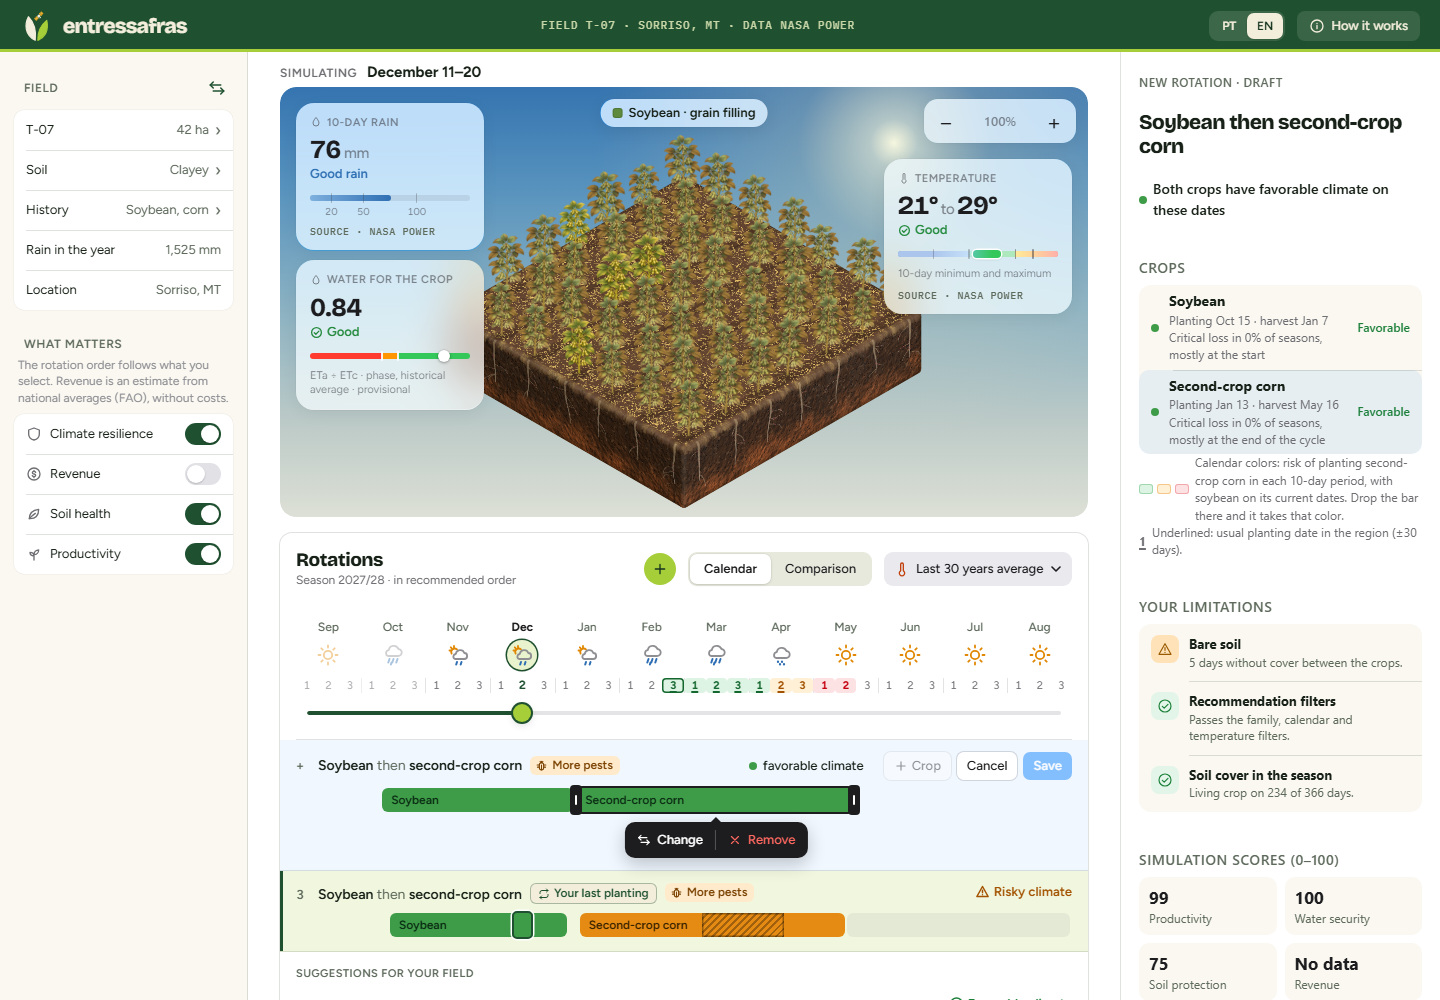 entressafras
FIELD T-07 · SORRISO, MT · DATA NASA POWER
PT EN
How it works
FIELD
T-07 42 ha ›
Soil Clayey ›
History Soybean, corn ›
Rain in the year 1,525 mm
Location Sorriso, MT
WHAT MATTERS
The rotation order follows what you
select. Revenue is an estimate from
national averages (FAO), without costs.
Climate resilience
Revenue
Soil health
Productivity
SIMULATING December 11–20
10-DAY RAIN
76 mm
Good rain
20 50 100
SOURCE · NASA POWER
WATER FOR THE CROP
0.84
Good
ETa ÷ ETc · phase, historical
average · provisional
Soybean · grain filling
− 100% +
TEMPERATURE
21° to 29°
Good
10-day minimum and maximum
SOURCE · NASA POWER
Rotations
Season 2027/28 · in recommended order
+
Calendar Comparison
Last 30 years average
Sep Oct Nov Dec Jan Feb Mar Apr May Jun Jul Aug
1 2 3 1 2 3 1 2 3 1 2 3 1 2 3 1 2 3 1 2 3 1 2 3 1 2 3 1 2 3 1 2 3 1 2 3
+ Soybean then second-crop corn More pests favorable climate + Crop Cancel Save
Soybean Second-crop corn
Change Remove
3 Soybean then second-crop corn Your last planting More pests Risky climate
Soybean Second-crop corn
SUGGESTIONS FOR YOUR FIELD
NEW ROTATION · DRAFT
Soybean then second-crop
corn
Both crops have favorable climate on
these dates
CROPS
Soybean
Planting Oct 15 · harvest Jan 7
Critical loss in 0% of seasons,
mostly at the start
Favorable
Second-crop corn
Planting Jan 13 · harvest May 16
Critical loss in 0% of seasons,
mostly at the end of the cycle
Favorable
Calendar colors: risk of planting second-
crop corn in each 10-day period, with
soybean on its current dates. Drop the bar
there and it takes that color.
1 Underlined: usual planting date in the region (±30
days).
YOUR LIMITATIONS
Bare soil
5 days without cover between the crops.
Recommendation filters
Passes the family, calendar and
temperature filters.
Soil cover in the season
Living crop on 234 of 366 days.
SIMULATION SCORES (0–100)
99
Productivity
100
Water security
75
Soil protection
No data
Revenue